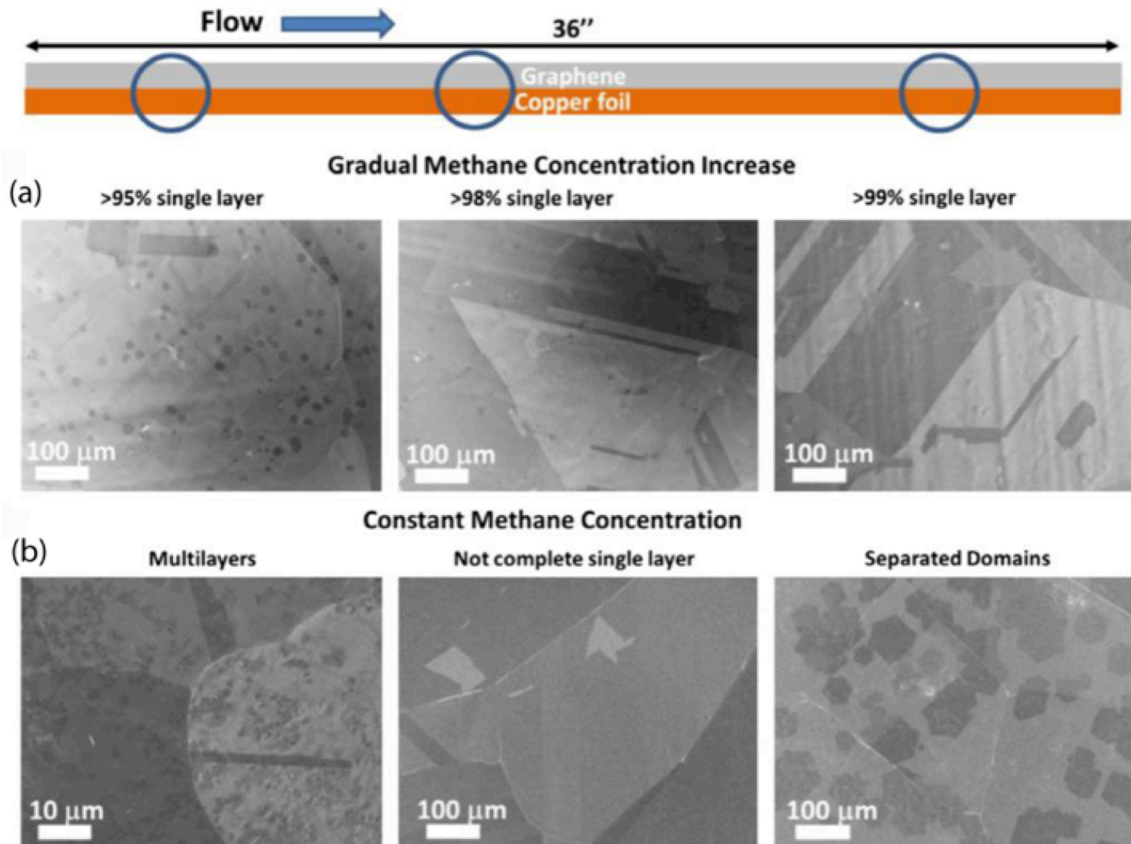 Flow
36’’
Graphene
Copper foil
Gradual Methane Concentration Increase
(a)
>95% single layer
>98% single layer
>99% single layer
100 μm
100 μm
100 μm
Constant Methane Concentration
(b)
Multilayers
Not complete single layer
Separated Domains
10 μm
100 μm
100 μm